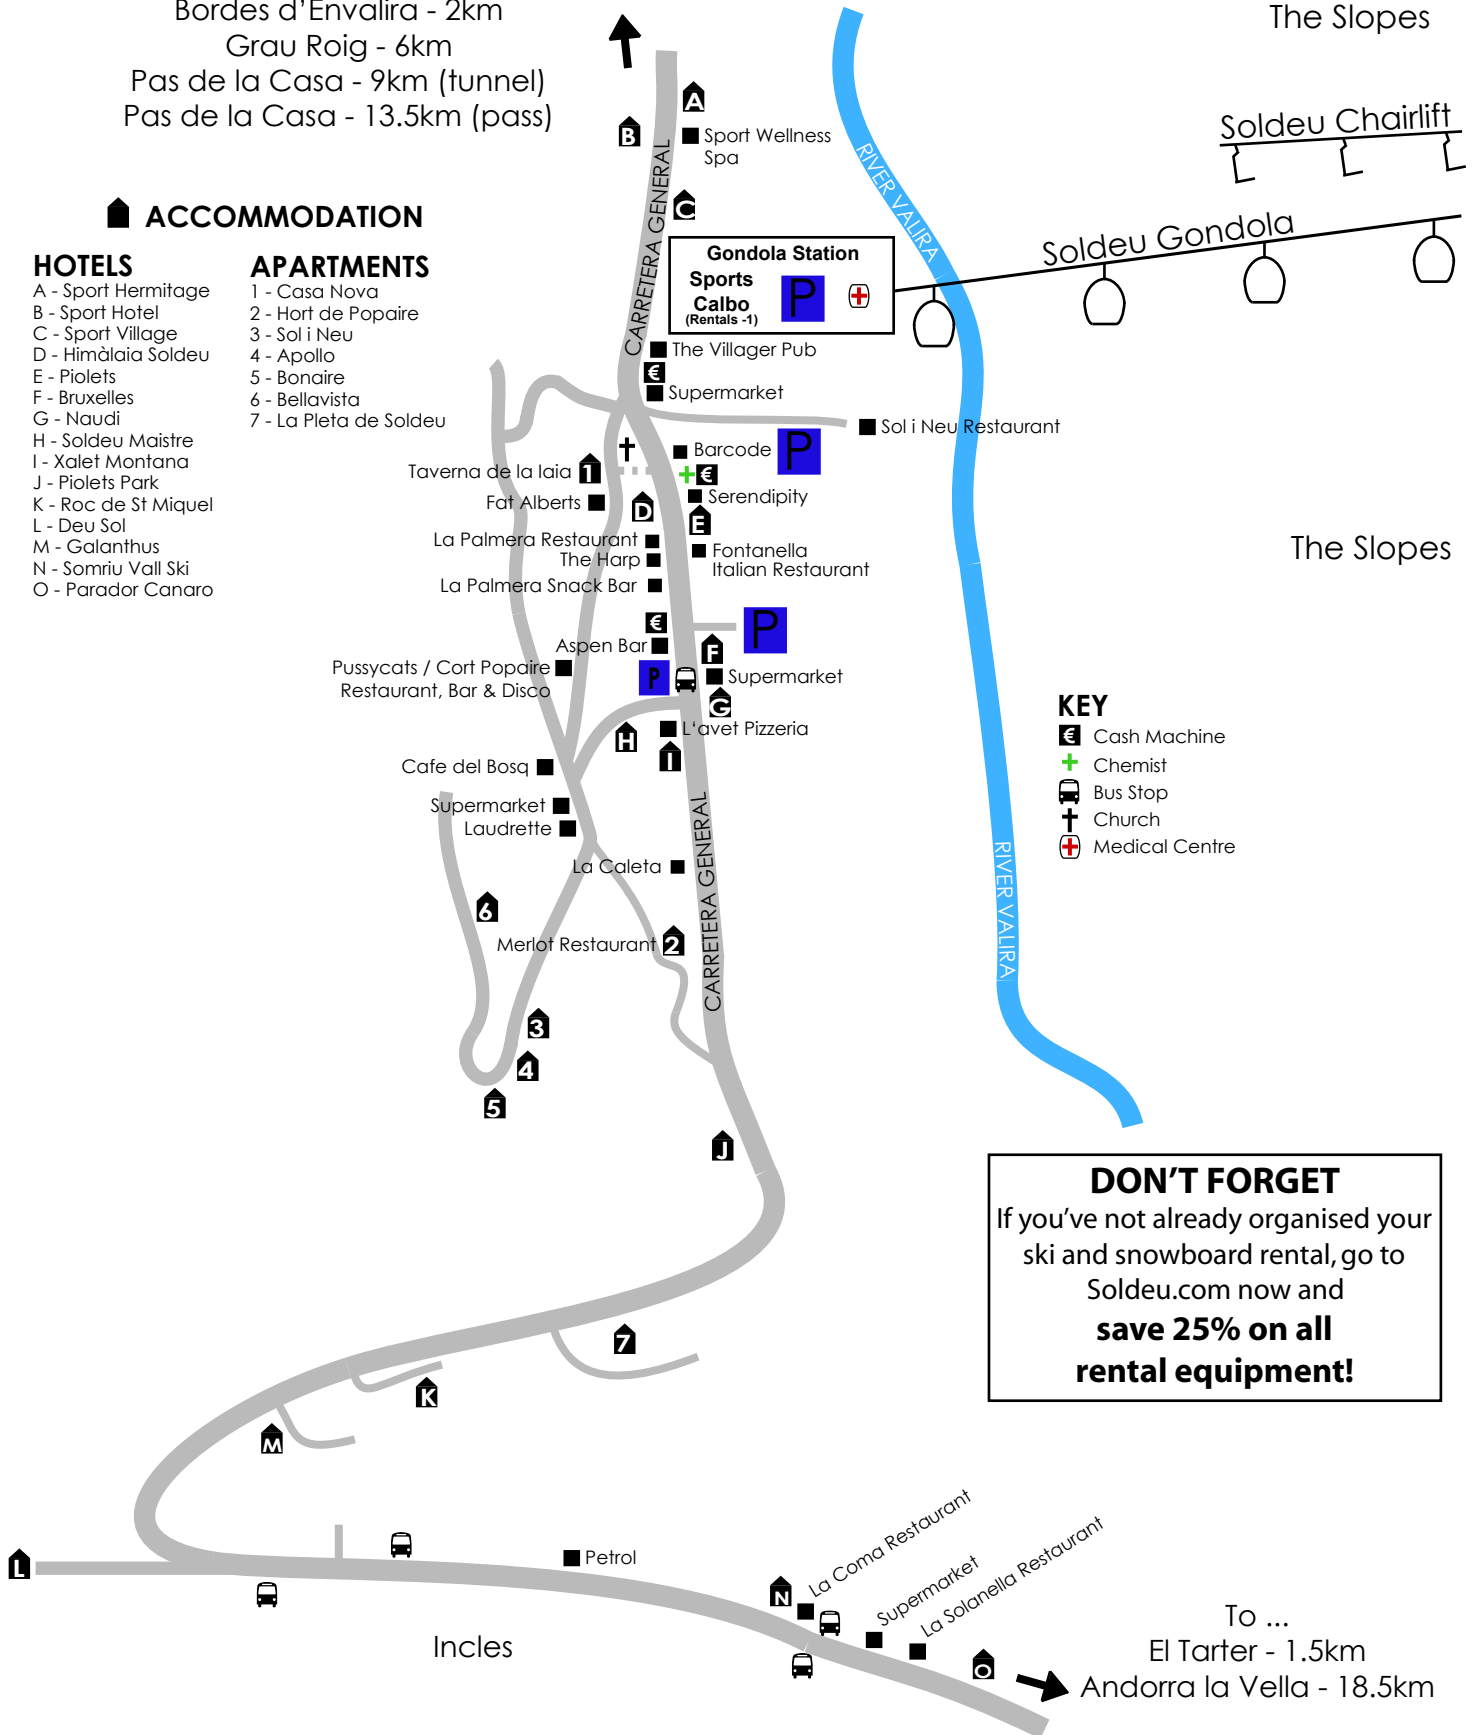 Bordes d'Envalira - 2km
Grau Roig - 6km
Pas de la Casa - 9km (tunnel)
Pas de la Casa - 13.5km (pass)
The Slopes
Soldeu Chairlift
Soldeu Gondola
RIVER VALIRA
CARRETERA GENERAL
A
B
Sport Wellness
Spa
C
ACCOMMODATION
HOTELS
A - Sport Hermitage
B - Sport Hotel
C - Sport Village
D - Himàlaia Soldeu
E - Piolets
F - Bruxelles
G - Naudi
H - Soldeu Maistre
I - Xalet Montana
J - Piolets Park
K - Roc de St Miquel
L - Deu Sol
M - Galanthus
N - Somriu Vall Ski
O - Parador Canaro
APARTMENTS
1 - Casa Nova
2 - Hort de Popaire
3 - Sol i Neu
4 - Apollo
5 - Bonaire
6 - Bellavista
7 - La Pleta de Soldeu
Gondola Station
Sports
Calbo
(Rentals -1)
P
The Villager Pub
€
Supermarket
Sol i Neu Restaurant
Barcode
P
Taverna de la Iaia
1
€
Fat Alberts
D
Serendipity
E
La Palmera Restaurant
The Harp
Fontanella
Italian Restaurant
La Palmera Snack Bar
The Slopes
€
P
Aspen Bar
F
Pussycats / Cort Popaire
Restaurant, Bar & Disco
P
Supermarket
G
H
L'avet Pizzeria
I
Cafe del Bosq
Supermarket
Laudrette
La Caleta
CARRETERA GENERAL
6
Merlot Restaurant
2
3
4
5
J
KEY
€ Cash Machine
Chemist
Bus Stop
Church
Medical Centre
RIVER VALIRA
DON'T FORGET
If you've not already organised your
ski and snowboard rental, go to
Soldeu.com now and
save 25% on all
rental equipment!
7
K
M
L
Petrol
N
La Coma Restaurant
Supermarket
La Solanella Restaurant
O
Incles
To ...
El Tarter - 1.5km
Andorra la Vella - 18.5km